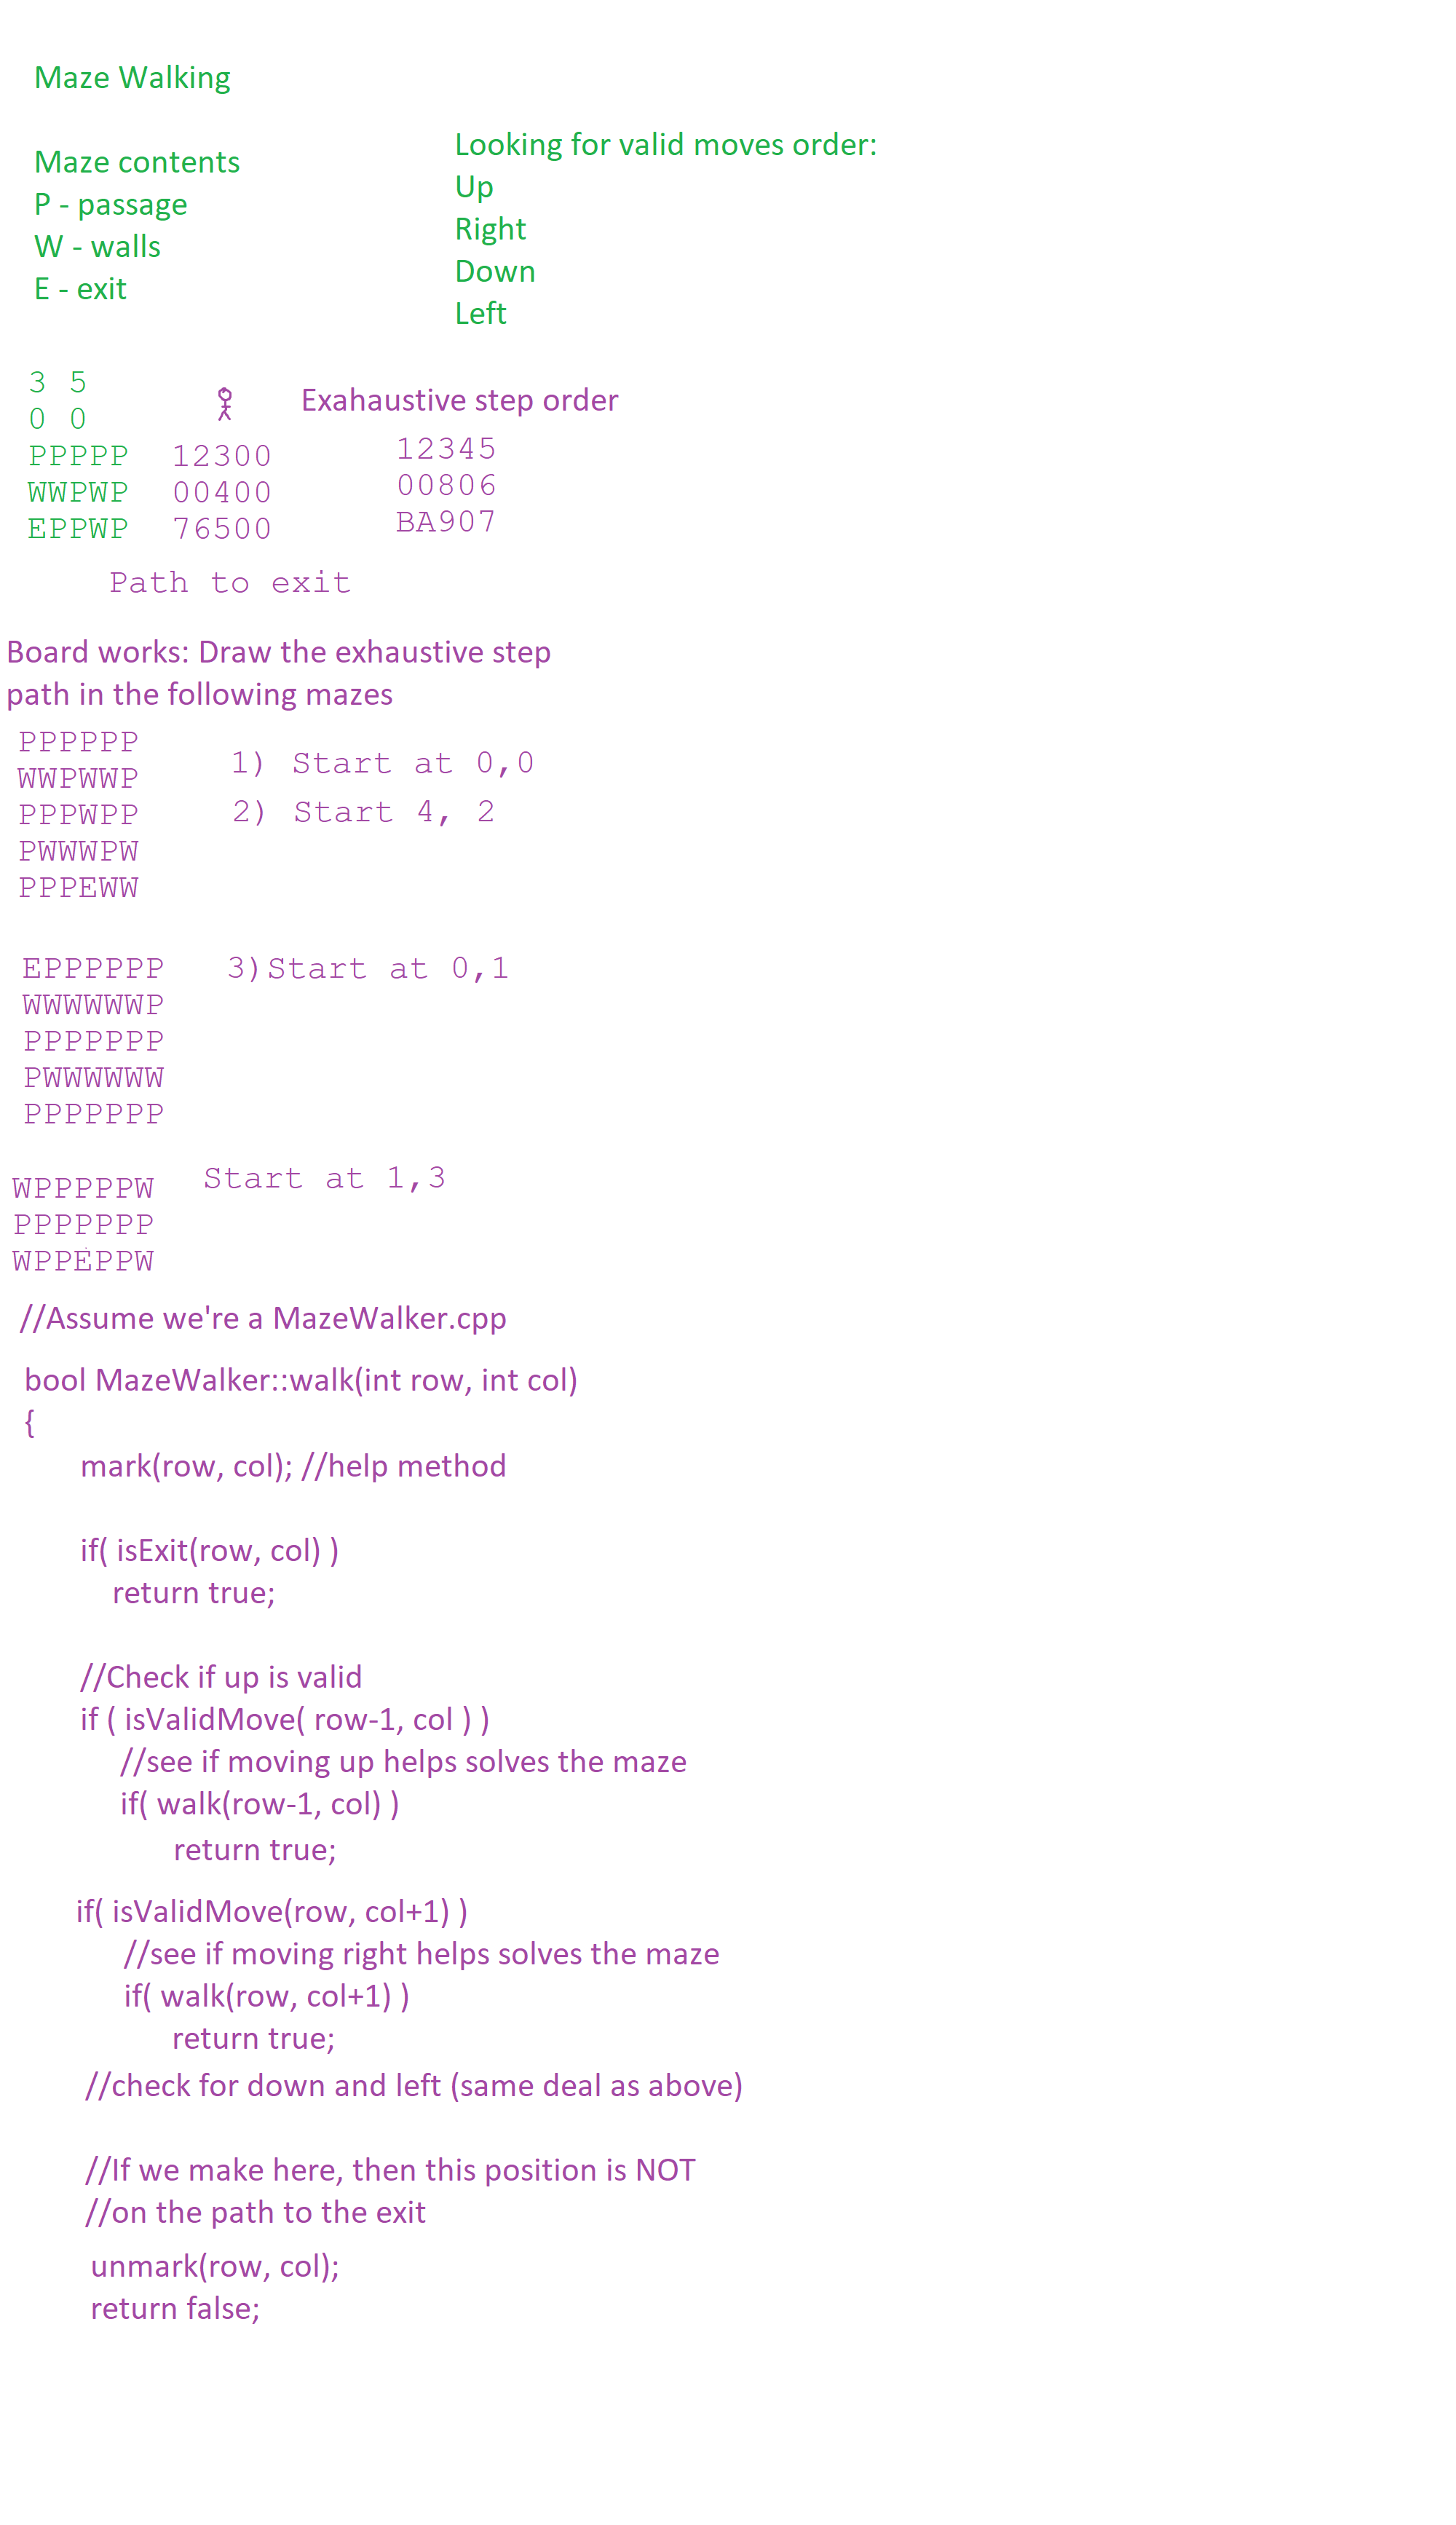 Maze Walking
Maze contents
P - passage
W - walls
E - exit
Looking for valid moves order:
Up
Right
Down
Left
3 5
0 0
PPPPP
WWPWP
EPPWP
12300
00400
76500
Path to exit
Exahaustive step order
12345
00806
BA907
Board works: Draw the exhaustive step
path in the following mazes
PPPPPP
WWPWWP
PPPWPP
PWWWPW
PPPEWW
1) Start at 0,0
2) Start 4, 2
EPPPPPP
WWWWWWP
PPPPPPP
PWWWWWW
PPPPPPP
3)Start at 0,1
WPPPPPW
PPPPPPP
WPPEPPW
Start at 1,3
//Assume we're a MazeWalker.cpp
bool MazeWalker::walk(int row, int col)
{
mark(row, col); //help method
if( isExit(row, col) )
return true;
//Check if up is valid
if ( isValidMove( row-1, col ) )
//see if moving up helps solves the maze
if( walk(row-1, col) )
return true;
if( isValidMove(row, col+1) )
//see if moving right helps solves the maze
if( walk(row, col+1) )
return true;
//check for down and left (same deal as above)
//If we make here, then this position is NOT
//on the path to the exit
unmark(row, col);
return false;